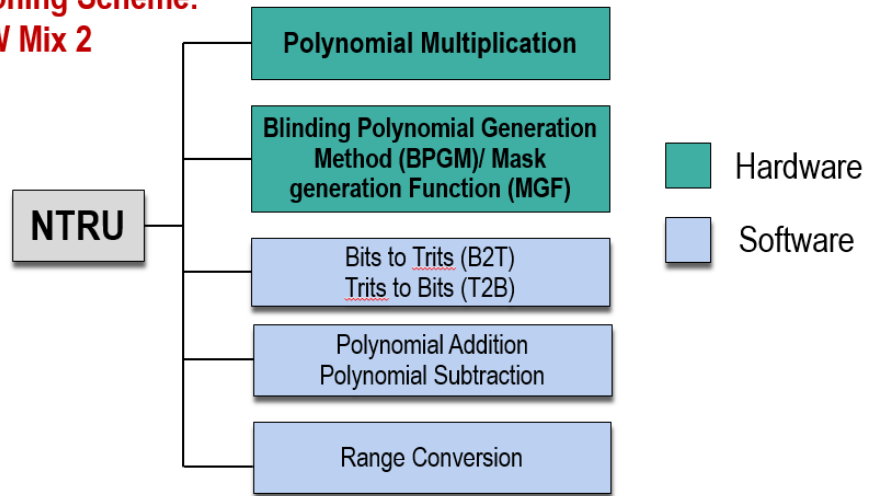 Scheme:
Mix 2
Polynomial Multiplication
Blinding Polynomial Generation
Method (BPGM)/ Mask
generation Function (MGF)
Hardware
NTRU
Software
Bits to Trits (B2T)
Trits to Bits (T2B)
Polynomial Addition
Polynomial Subtraction
Range Conversion